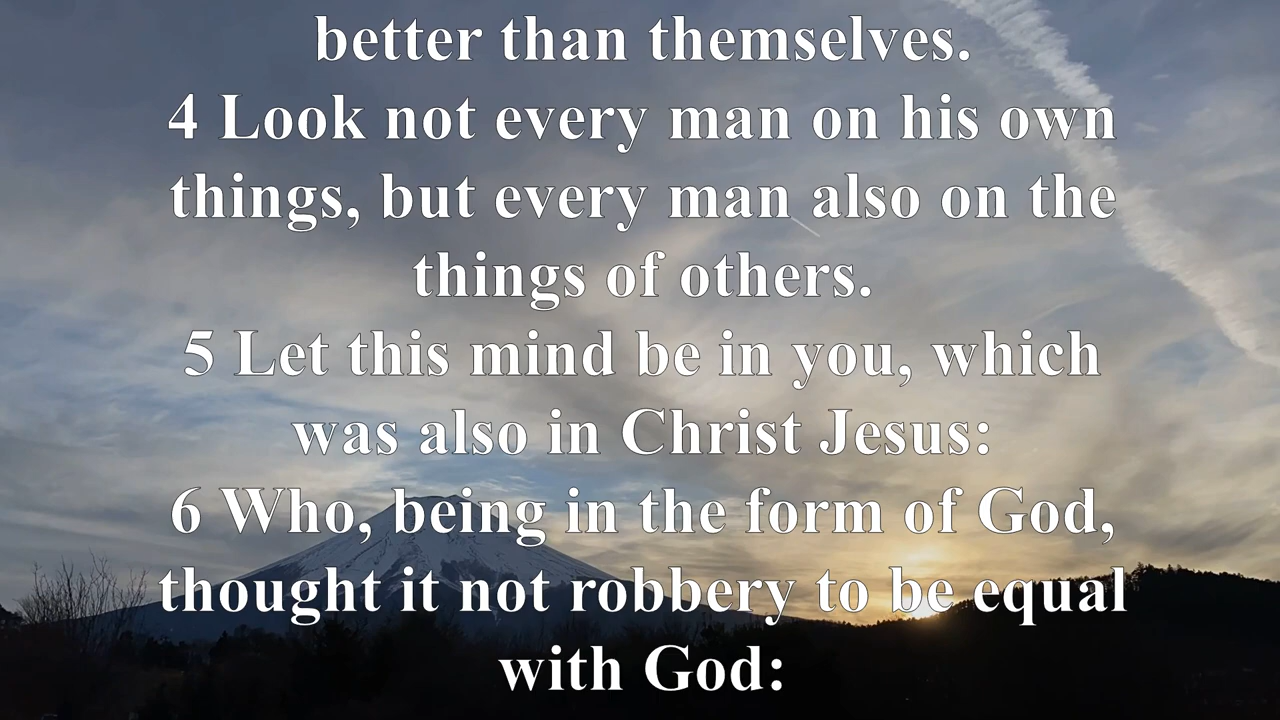 better than themselves.
4 Look not every man on his own
things, but every man also on the
things of others.
5 Let this mind be in you, which
was also in Christ Jesus:
6 Who, being in the form of God,
thought it not robbery to be equal
with God: